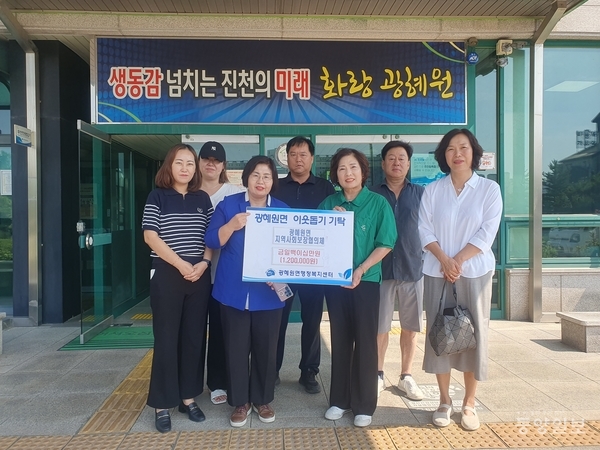 생동감 넘치는 진천의 미래 화랑 광혜원
광혜원면 이웃돕기 기탁
광혜원면
지역사회보장협의체
금일백이십만원
(1,200,000원)
광혜원면행정복지센터
동양일보